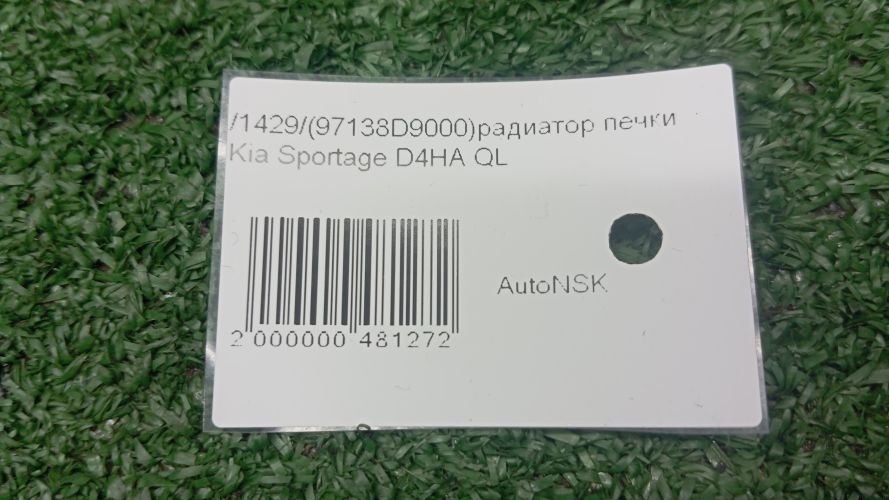 /1429/(97138D9000)радиатор печки
Kia Sportage D4HA QL
AutoNSK
2 000000 481272